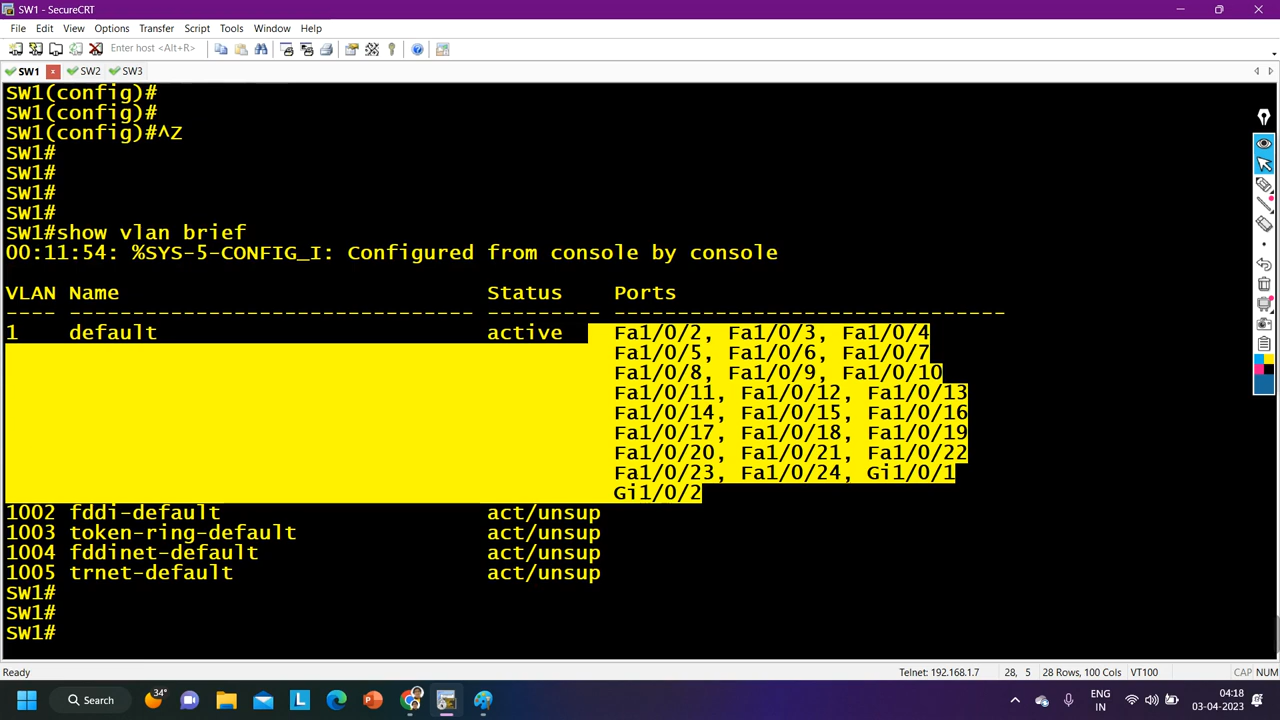 SW1 - SecureCRT
File Edit View Options Transfer Script Tools Window Help
Enter host <Alt+R>
SW1 x SW2 SW3
SW1(config)#
SW1(config)#
SW1(config)#^Z
SW1#
SW1#
SW1#
SW1#
SW1#show vlan brief
00:11:54: %SYS-5-CONFIG_I: Configured from console by console
VLAN Name Status Ports
---- -------------------------------- --------- -------------------------------
1 default active Fa1/0/2, Fa1/0/3, Fa1/0/4
Fa1/0/5, Fa1/0/6, Fa1/0/7
Fa1/0/8, Fa1/0/9, Fa1/0/10
Fa1/0/11, Fa1/0/12, Fa1/0/13
Fa1/0/14, Fa1/0/15, Fa1/0/16
Fa1/0/17, Fa1/0/18, Fa1/0/19
Fa1/0/20, Fa1/0/21, Fa1/0/22
Fa1/0/23, Fa1/0/24, Gi1/0/1
Gi1/0/2
1002 fddi-default act/unsup
1003 token-ring-default act/unsup
1004 fddinet-default act/unsup
1005 trnet-default act/unsup
SW1#
SW1#
SW1#
Ready Telnet: 192.168.1.7 28, 5 28 Rows, 100 Cols VT100 CAP NUM
Search 34° L ENG 04:18
IN 03-04-2023